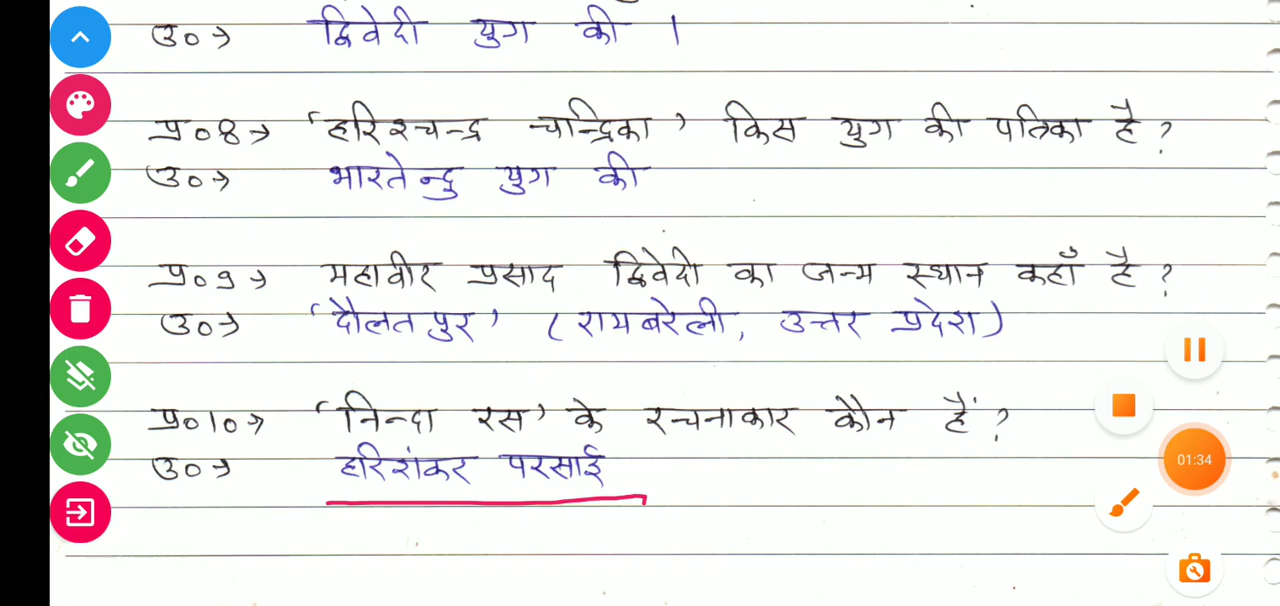 उ०→ द्विवेदी युग की ।
प्र०8→ 'हरिश्चन्द्र चन्द्रिका' किस युग की पत्रिका है ?
उ०→ भारतेन्दु युग की
प्र०9→ महावीर प्रसाद द्विवेदी का जन्म स्थान कहाँ है ?
उ०→ 'दौलतपुर' (रायबरेली, उत्तर प्रदेश)
प्र०10→ 'निन्दा रस' के रचनाकार कौन हैं ?
उ०→ हरिशंकर परसाई
01:34